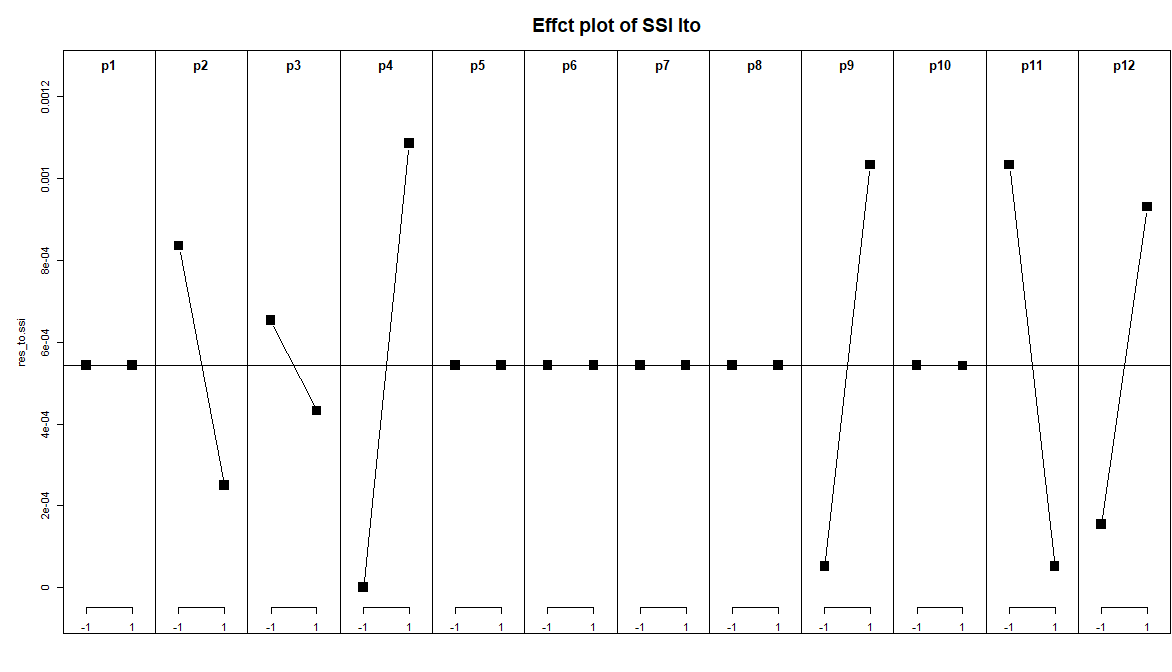 Effct plot of SSI Ito
p1 p2 p3 p4 p5 p6 p7 p8 p9 p10 p11 p12
0.0012
0.001
8e-04
6e-04
4e-04
2e-04
0
res_to.ssi
-1 1 -1 1 -1 1 -1 1 -1 1 -1 1 -1 1 -1 1 -1 1 -1 1 -1 1 -1 1